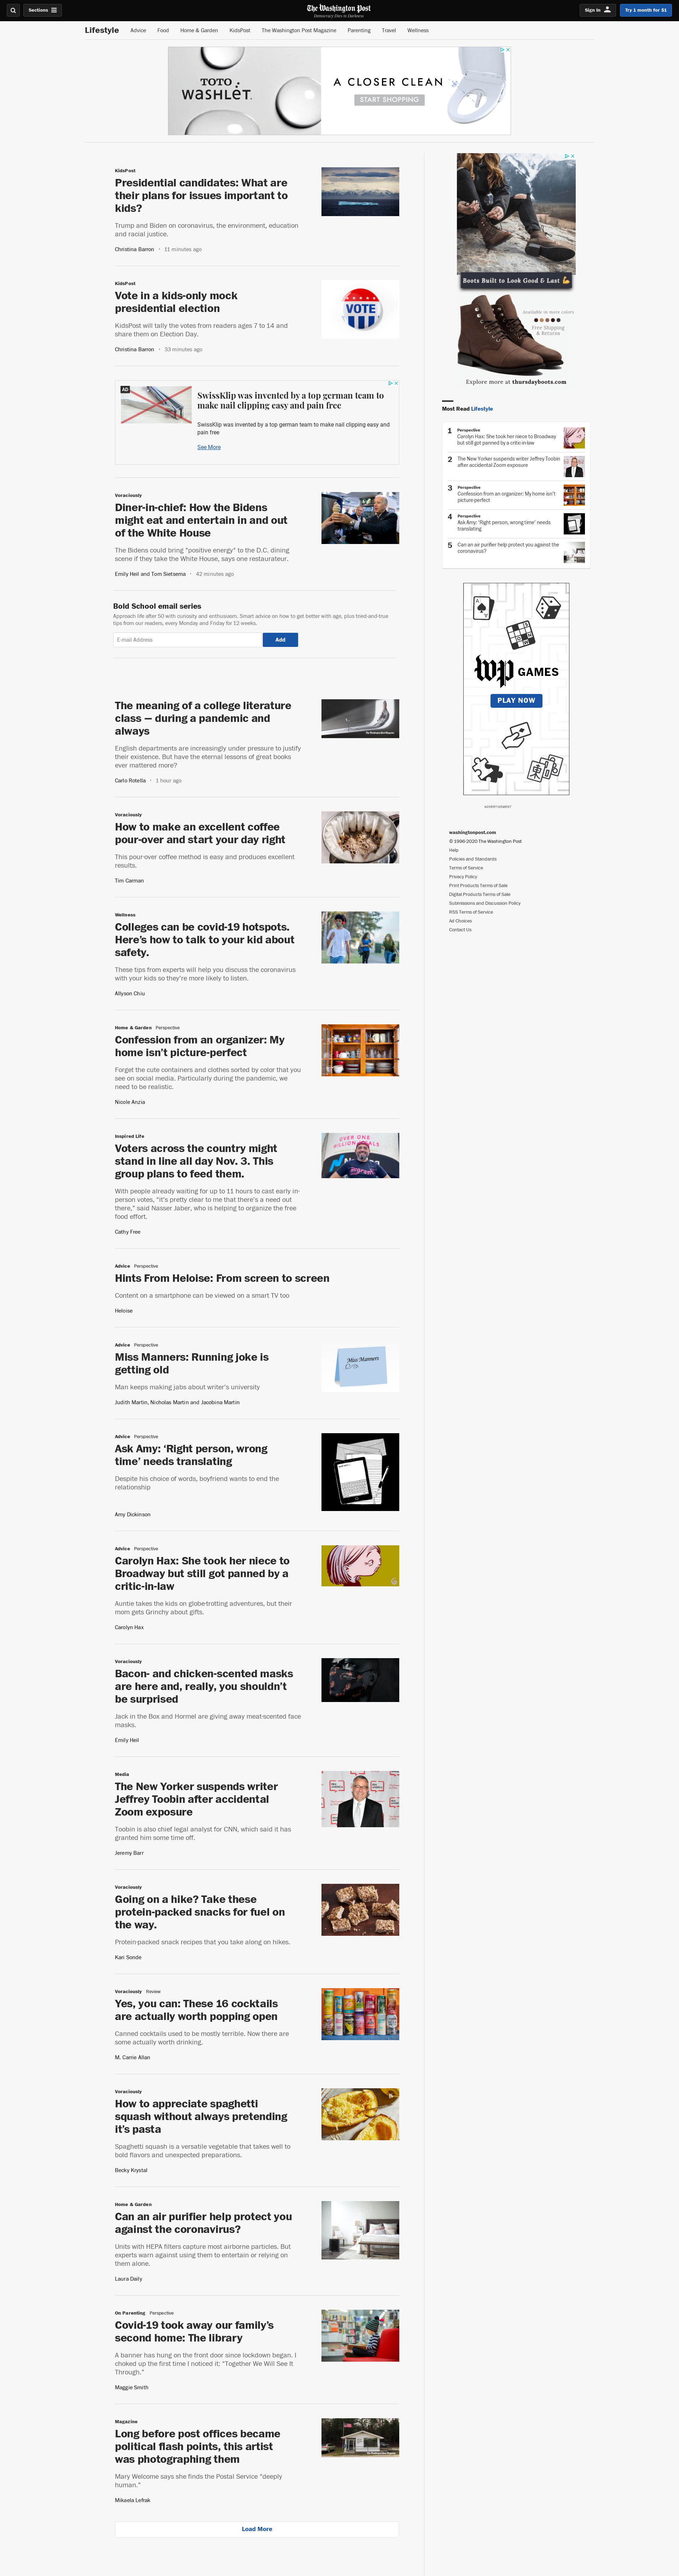 Sections
The Washington Post
Democracy Dies in Darkness
Sign In
Try 1 month for $1
Lifestyle
Advice
Food
Home & Garden
KidsPost
The Washington Post Magazine
Parenting
Travel
Wellness
TOTO
WASHLET
A CLOSER CLEAN
START SHOPPING
KidsPost
Presidential candidates: What are
their plans for issues important to
kids?
Trump and Biden on coronavirus, the environment, education
and racial justice.
Christina Barron • 11 minutes ago
KidsPost
Vote in a kids-only mock
presidential election
KidsPost will tally the votes from readers ages 7 to 14 and
share them on Election Day.
Christina Barron • 33 minutes ago
VOTE
AD
SwissKlip was invented by a top german team to
make nail clipping easy and pain free
SwissKlip was invented by a top german team to make nail clipping easy and
pain free
See More
Voraciously
Diner-in-chief: How the Bidens
might eat and entertain in and out
of the White House
The Bidens could bring "positive energy" to the D.C. dining
scene if they take the White House, says one restaurateur.
Emily Heil and Tom Sietsema • 42 minutes ago
Bold School email series
Approach life after 50 with curiosity and enthusiasm. Smart advice on how to get better with age, plus tried-and-true
tips from our readers, every Monday and Friday for 12 weeks.
E-mail Address
Add
The meaning of a college literature
class — during a pandemic and
always
English departments are increasingly under pressure to justify
their existence. But have the eternal lessons of great books
ever mattered more?
Carlo Rotella • 1 hour ago
Voraciously
How to make an excellent coffee
pour-over and start your day right
This pour-over coffee method is easy and produces excellent
results.
Tim Carman
Wellness
Colleges can be covid-19 hotspots.
Here's how to talk to your kid about
safety.
These tips from experts will help you discuss the coronavirus
with your kids so they're more likely to listen.
Allyson Chiu
Home & Garden Perspective
Confession from an organizer: My
home isn't picture-perfect
Forget the cute containers and clothes sorted by color that you
see on social media. Particularly during the pandemic, we
need to be realistic.
Nicole Anzia
Inspired Life
Voters across the country might
stand in line all day Nov. 3. This
group plans to feed them.
With people already waiting for up to 11 hours to cast early in-
person votes, "it's pretty clear to me that there's a need out
there," said Nasser Jaber, who is helping to organize the free
food effort.
Cathy Free
OVER ONE
MILLION MEALS
Advice Perspective
Hints From Heloise: From screen to screen
Content on a smartphone can be viewed on a smart TV too
Heloise
Advice Perspective
Miss Manners: Running joke is
getting old
Man keeps making jabs about writer's university
Judith Martin, Nicholas Martin and Jacobina Martin
Miss Manners
Advice Perspective
Ask Amy: 'Right person, wrong
time' needs translating
Despite his choice of words, boyfriend wants to end the
relationship
Amy Dickinson
Advice Perspective
Carolyn Hax: She took her niece to
Broadway but still got panned by a
critic-in-law
Auntie takes the kids on globe-trotting adventures, but their
mom gets Grinchy about gifts.
Carolyn Hax
Voraciously
Bacon- and chicken-scented masks
are here and, really, you shouldn't
be surprised
Jack in the Box and Hormel are giving away meat-scented face
masks.
Emily Heil
Media
The New Yorker suspends writer
Jeffrey Toobin after accidental
Zoom exposure
Toobin is also chief legal analyst for CNN, which said it has
granted him some time off.
Jeremy Barr
Voraciously
Going on a hike? Take these
protein-packed snacks for fuel on
the way.
Protein-packed snack recipes that you take along on hikes.
Kari Sonde
Voraciously Review
Yes, you can: These 16 cocktails
are actually worth popping open
Canned cocktails used to be mostly terrible. Now there are
some actually worth drinking.
M. Carrie Allan
Voraciously
How to appreciate spaghetti
squash without always pretending
it's pasta
Spaghetti squash is a versatile vegetable that takes well to
bold flavors and unexpected preparations.
Becky Krystal
Home & Garden
Can an air purifier help protect you
against the coronavirus?
Units with HEPA filters capture most airborne particles. But
experts warn against using them to entertain or relying on
them alone.
Laura Daily
On Parenting Perspective
Covid-19 took away our family's
second home: The library
A banner has hung on the front door since lockdown began. I
choked up the first time I noticed it: "Together We Will See It
Through."
Maggie Smith
Magazine
Long before post offices became
political flash points, this artist
was photographing them
Mary Welcome says she finds the Postal Service "deeply
human."
Mikaela Lefrak
Load More
Boots Built to Look Good & Last
Available in more colors
Free Shipping
& Returns
Explore more at thursdayboots.com
Most Read Lifestyle
1 Perspective
Carolyn Hax: She took her niece to Broadway
but still got panned by a critic-in-law
2 The New Yorker suspends writer Jeffrey Toobin
after accidental Zoom exposure
3 Perspective
Confession from an organizer: My home isn't
picture-perfect
4 Perspective
Ask Amy: 'Right person, wrong time' needs
translating
5 Can an air purifier help protect you against the
coronavirus?
A
wp GAMES
PLAY NOW
ADVERTISEMENT
washingtonpost.com
© 1996-2020 The Washington Post
Help
Policies and Standards
Terms of Service
Privacy Policy
Print Products Terms of Sale
Digital Products Terms of Sale
Submissions and Discussion Policy
RSS Terms of Service
Ad Choices
Contact Us